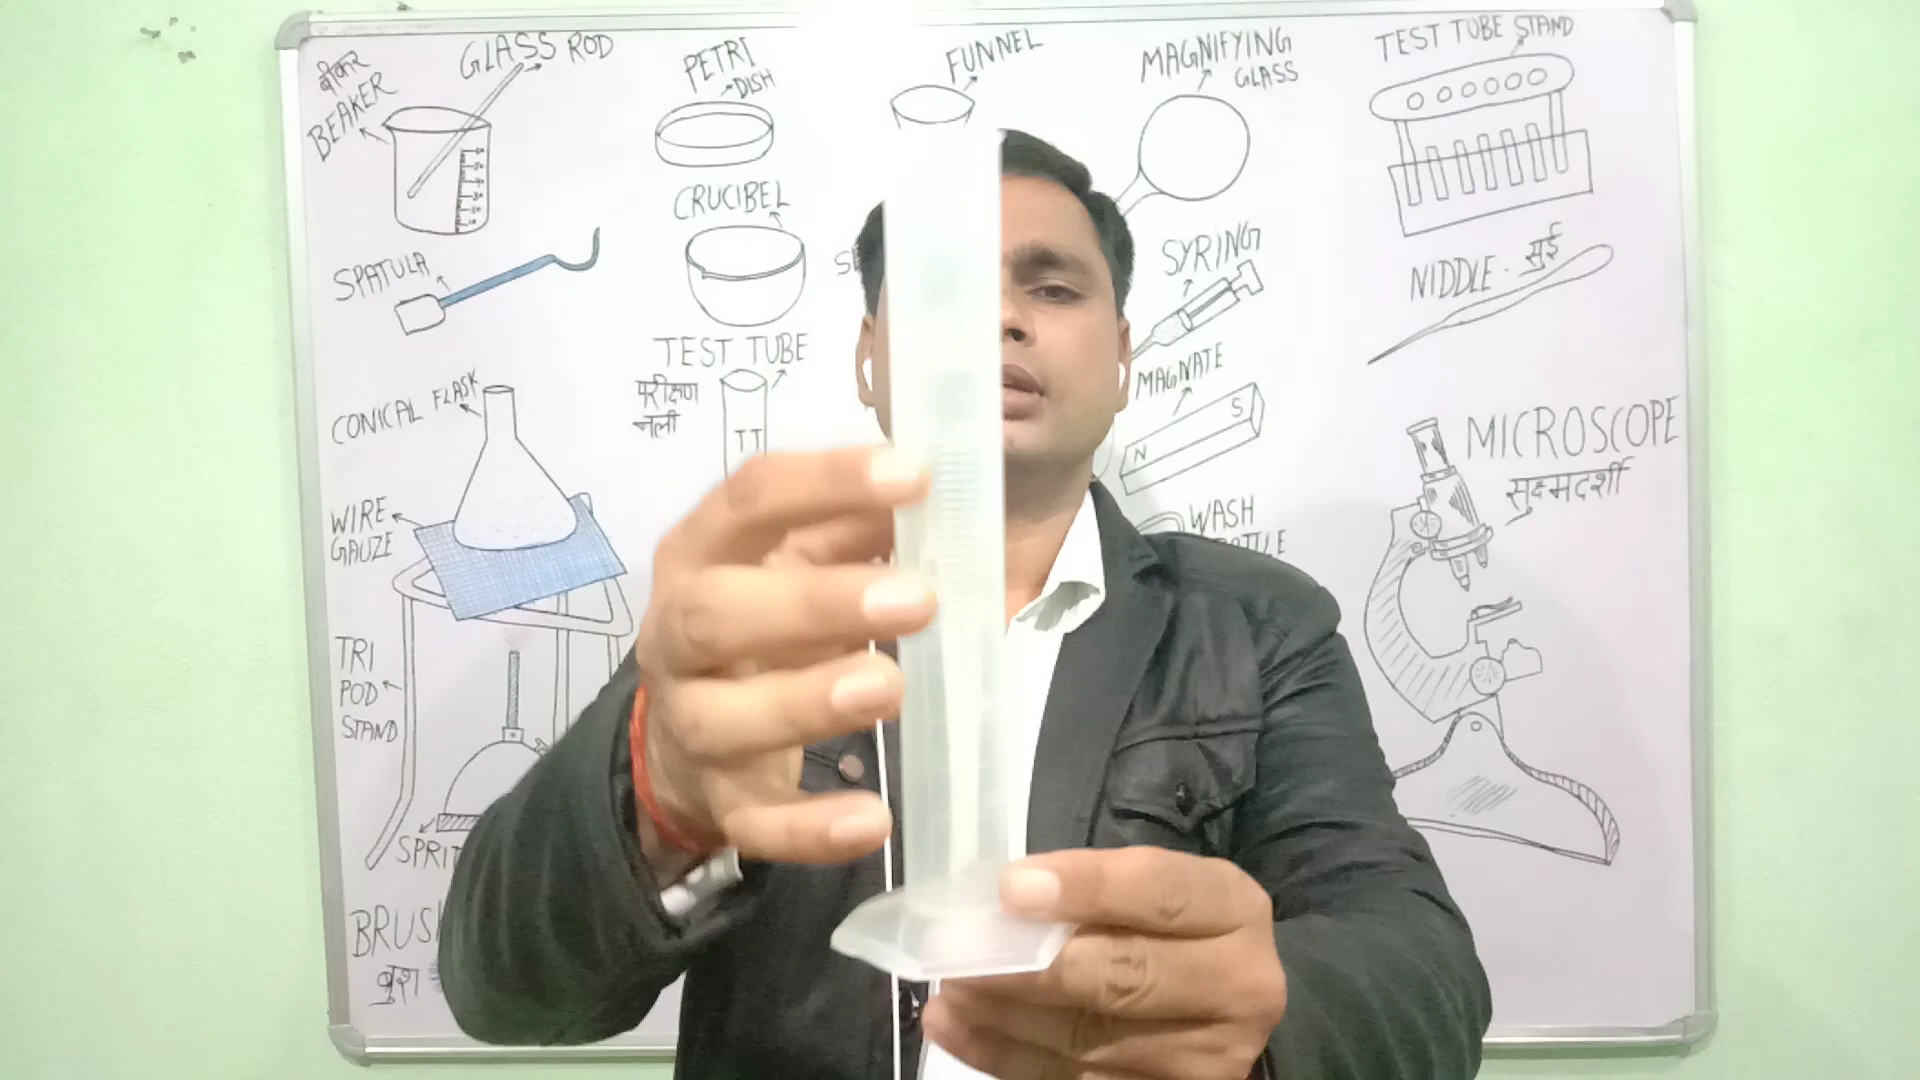 बीकर
BEAKER
GLASS ROD
PETRI
DISH
FUNNEL
MAGNIFYING
GLASS
TEST TUBE STAND
SPATULA
CRUCIBEL
SYRING
NIDDLE - सुई
TEST TUBE
परीक्षण
नली
TT
MAGNATE
N
S
CONICAL FLASK
MICROSCOPE
सुक्ष्मदर्शी
WIRE
GAUZE
WASH
TRI
POD
STAND
BRUSH
ब्रुश